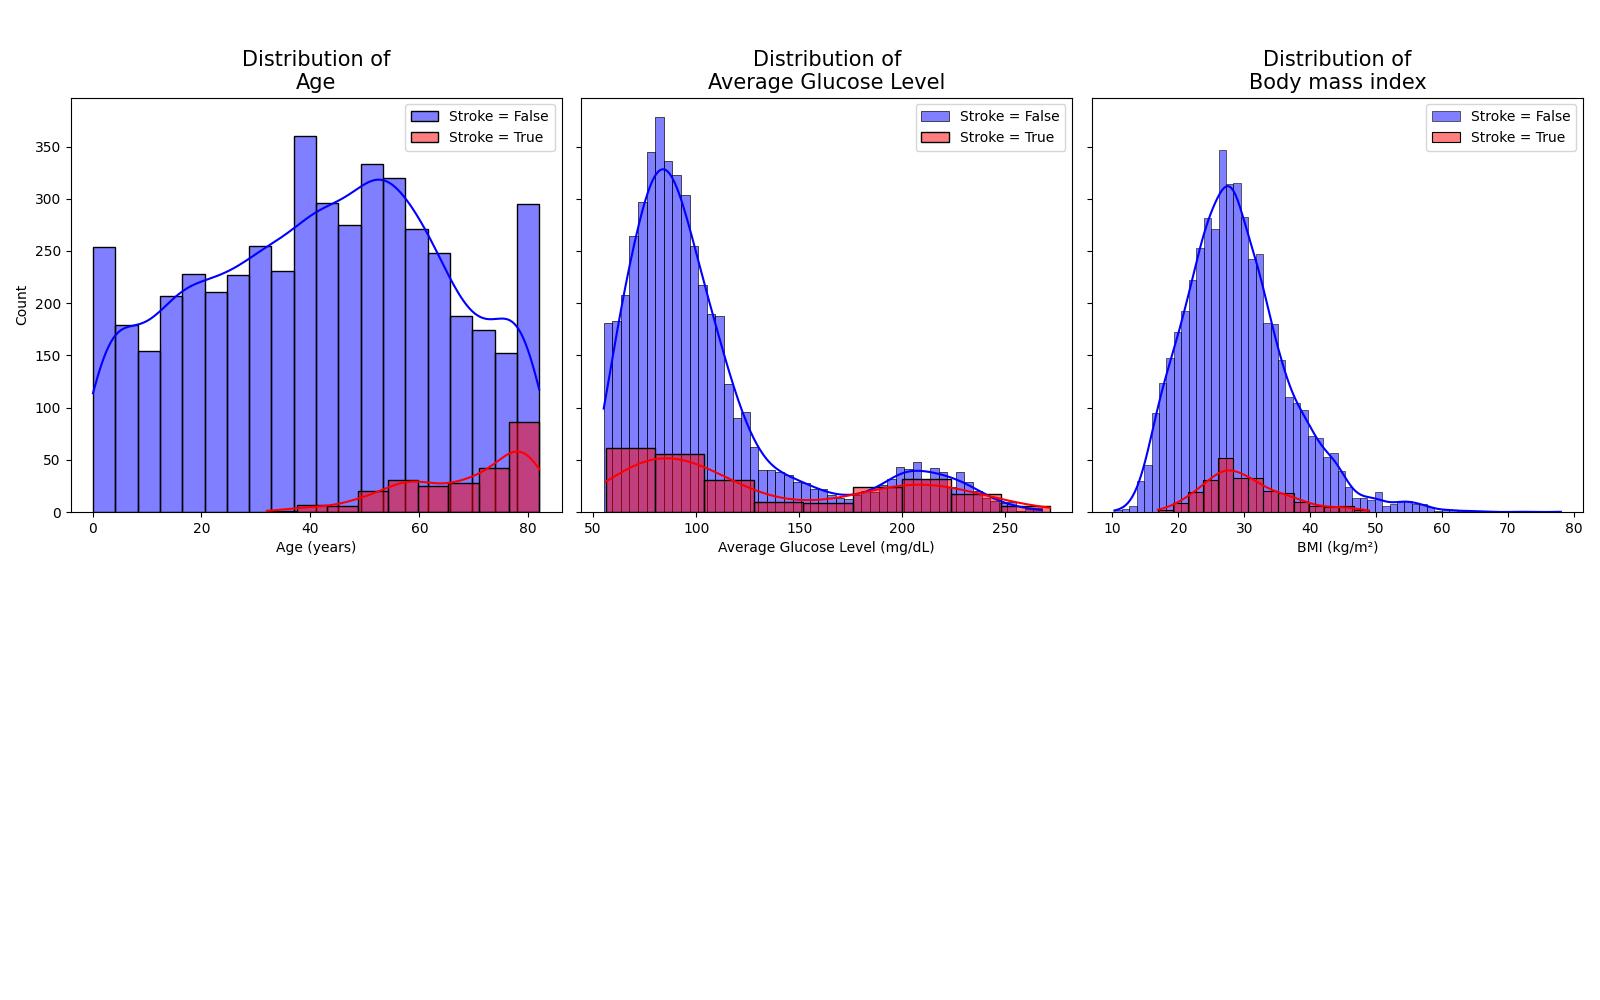 Distribution of
Age
Stroke = False
Stroke = True
Count
350
300
250
200
150
100
50
0
0 20 40 60 80
Age (years)
Distribution of
Average Glucose Level
Stroke = False
Stroke = True
50 100 150 200 250
Average Glucose Level (mg/dL)
Distribution of
Body mass index
Stroke = False
Stroke = True
10 20 30 40 50 60 70 80
BMI (kg/m²)